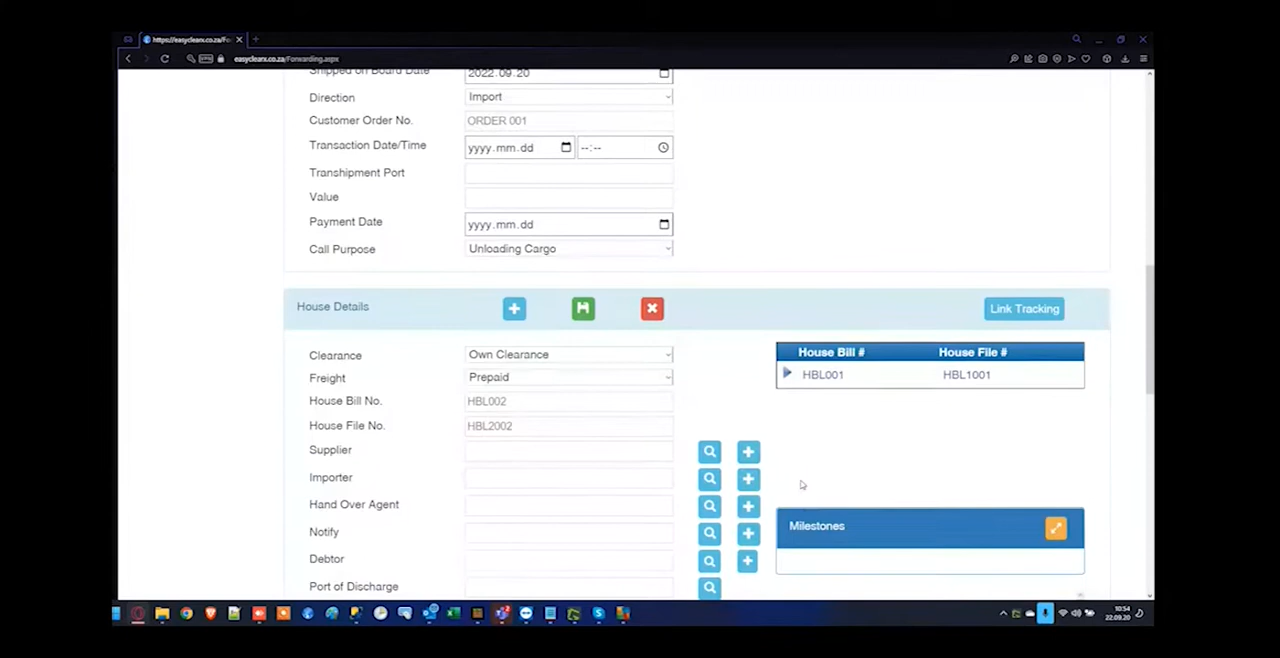 https://easyclearx.co.za/Fo
easyclearx.co.za/Forwarding.aspx
Shipped on Board Date 2022.09.20
Direction Import
Customer Order No. ORDER 001
Transaction Date/Time yyyy.mm.dd --:--
Transhipment Port
Value
Payment Date yyyy.mm.dd
Call Purpose Unloading Cargo
House Details Link Tracking
Clearance Own Clearance
House Bill # House File #
Freight Prepaid
HBL001 HBL1001
House Bill No. HBL002
House File No. HBL2002
Supplier
Importer
Hand Over Agent
Notify
Milestones
Debtor
Port of Discharge
10:54
22.09.20